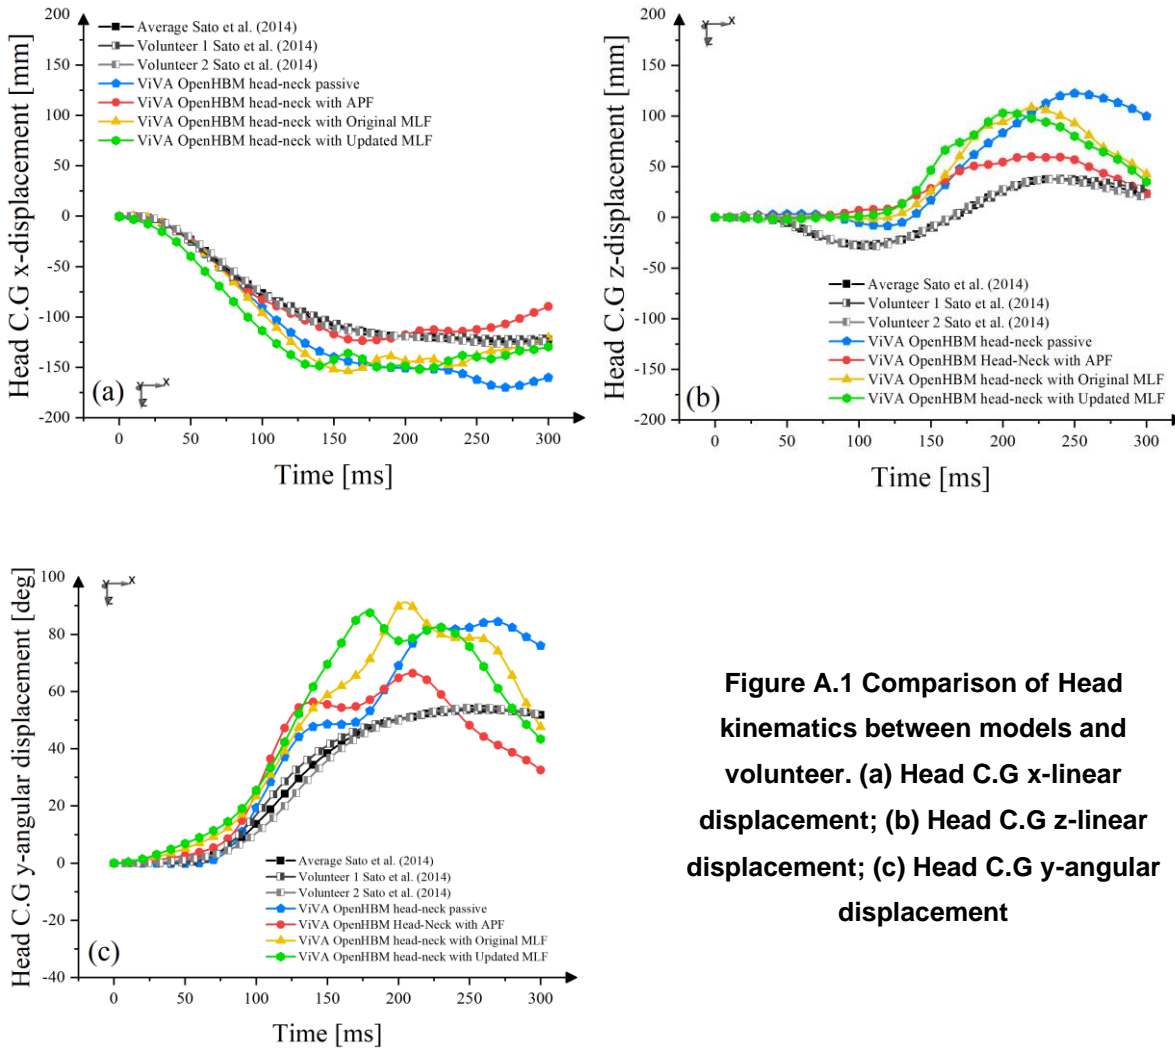 Head C.G x-displacement [mm]
200
150
100
50
0
-50
-100
-150
-200
Average Sato et al. (2014)
Volunteer 1 Sato et al. (2014)
Volunteer 2 Sato et al. (2014)
ViVA OpenHBM head-neck passive
ViVA OpenHBM head-neck with APF
ViVA OpenHBM head-neck with Original MLF
ViVA OpenHBM head-neck with Updated MLF
(a)
Y X
Z
0 50 100 150 200 250 300
Time [ms]
Head C.G z-displacement [mm]
200
150
100
50
0
-50
-100
-150
-200
Y X
Z
Average Sato et al. (2014)
Volunteer 1 Sato et al. (2014)
Volunteer 2 Sato et al. (2014)
ViVA OpenHBM head-neck passive
ViVA OpenHBM Head-Neck with APF
ViVA OpenHBM head-neck with Original MLF
ViVA OpenHBM head-neck with Updated MLF
(b)
0 50 100 150 200 250 300
Time [ms]
Head C.G y-angular displacement [deg]
100
80
60
40
20
0
-20
-40
Y X
Z
Average Sato et al. (2014)
Volunteer 1 Sato et al. (2014)
Volunteer 2 Sato et al. (2014)
ViVA OpenHBM head-neck passive
ViVA OpenHBM Head-Neck with APF
ViVA OpenHBM head-neck with Original MLF
ViVA OpenHBM head-neck with Updated MLF
(c)
0 50 100 150 200 250 300
Time [ms]
Figure A.1 Comparison of Head
kinematics between models and
volunteer. (a) Head C.G x-linear
displacement; (b) Head C.G z-linear
displacement; (c) Head C.G y-angular
displacement